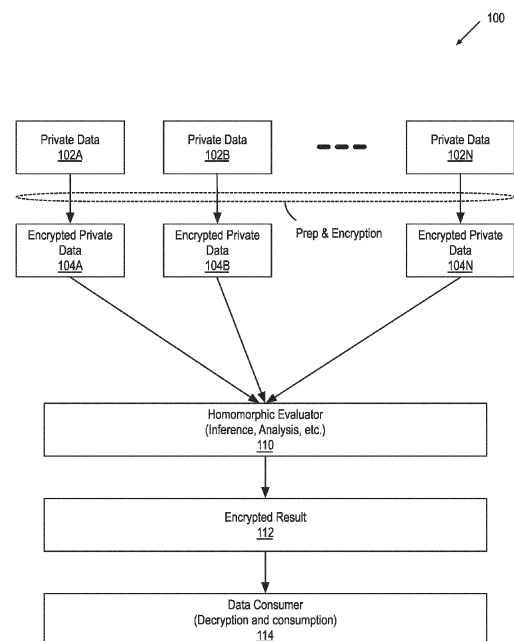 100
Private Data
102A
Private Data
102B
Private Data
102N
Prep & Encryption
Encrypted Private
Data
104A
Encrypted Private
Data
104B
Encrypted Private
Data
104N
Homomorphic Evaluator
(Inference, Analysis, etc.)
110
Encrypted Result
112
Data Consumer
(Decryption and consumption)
114